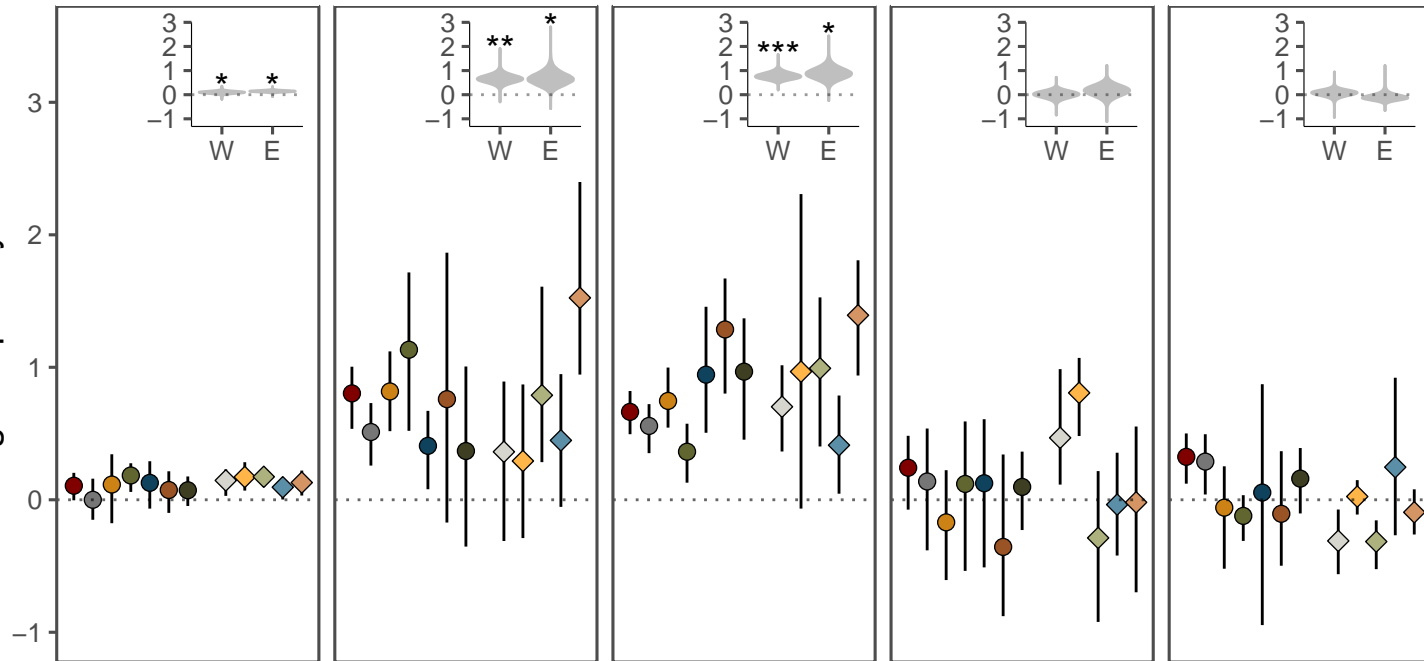 3 3 3 3 3
* * ** * *** *
2 2 2 2 2
1 1 1 1 1
0 0 0 0 0
−1 −1 −1 −1 −1
W E W E W E W E W E
3
2
1
0
−1